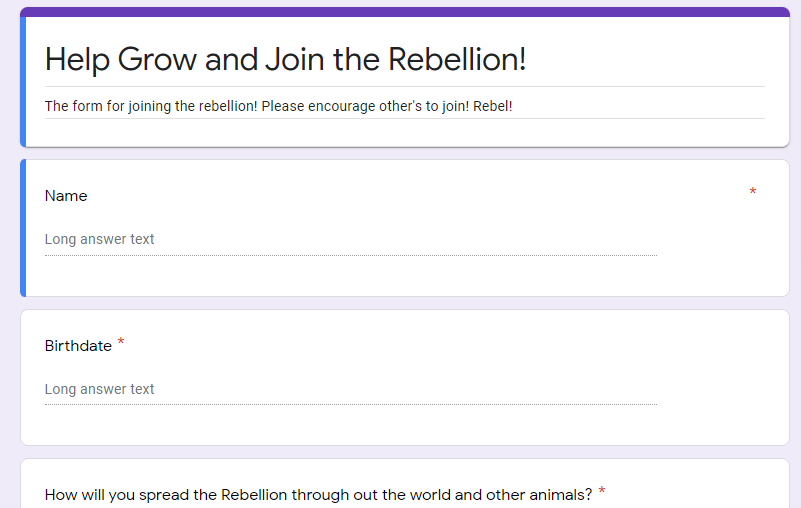 Help Grow and Join the Rebellion!
The form for joining the rebellion! Please encourage other's to join! Rebel!
Name *
Long answer text
Birthdate *
Long answer text
How will you spread the Rebellion through out the world and other animals? *